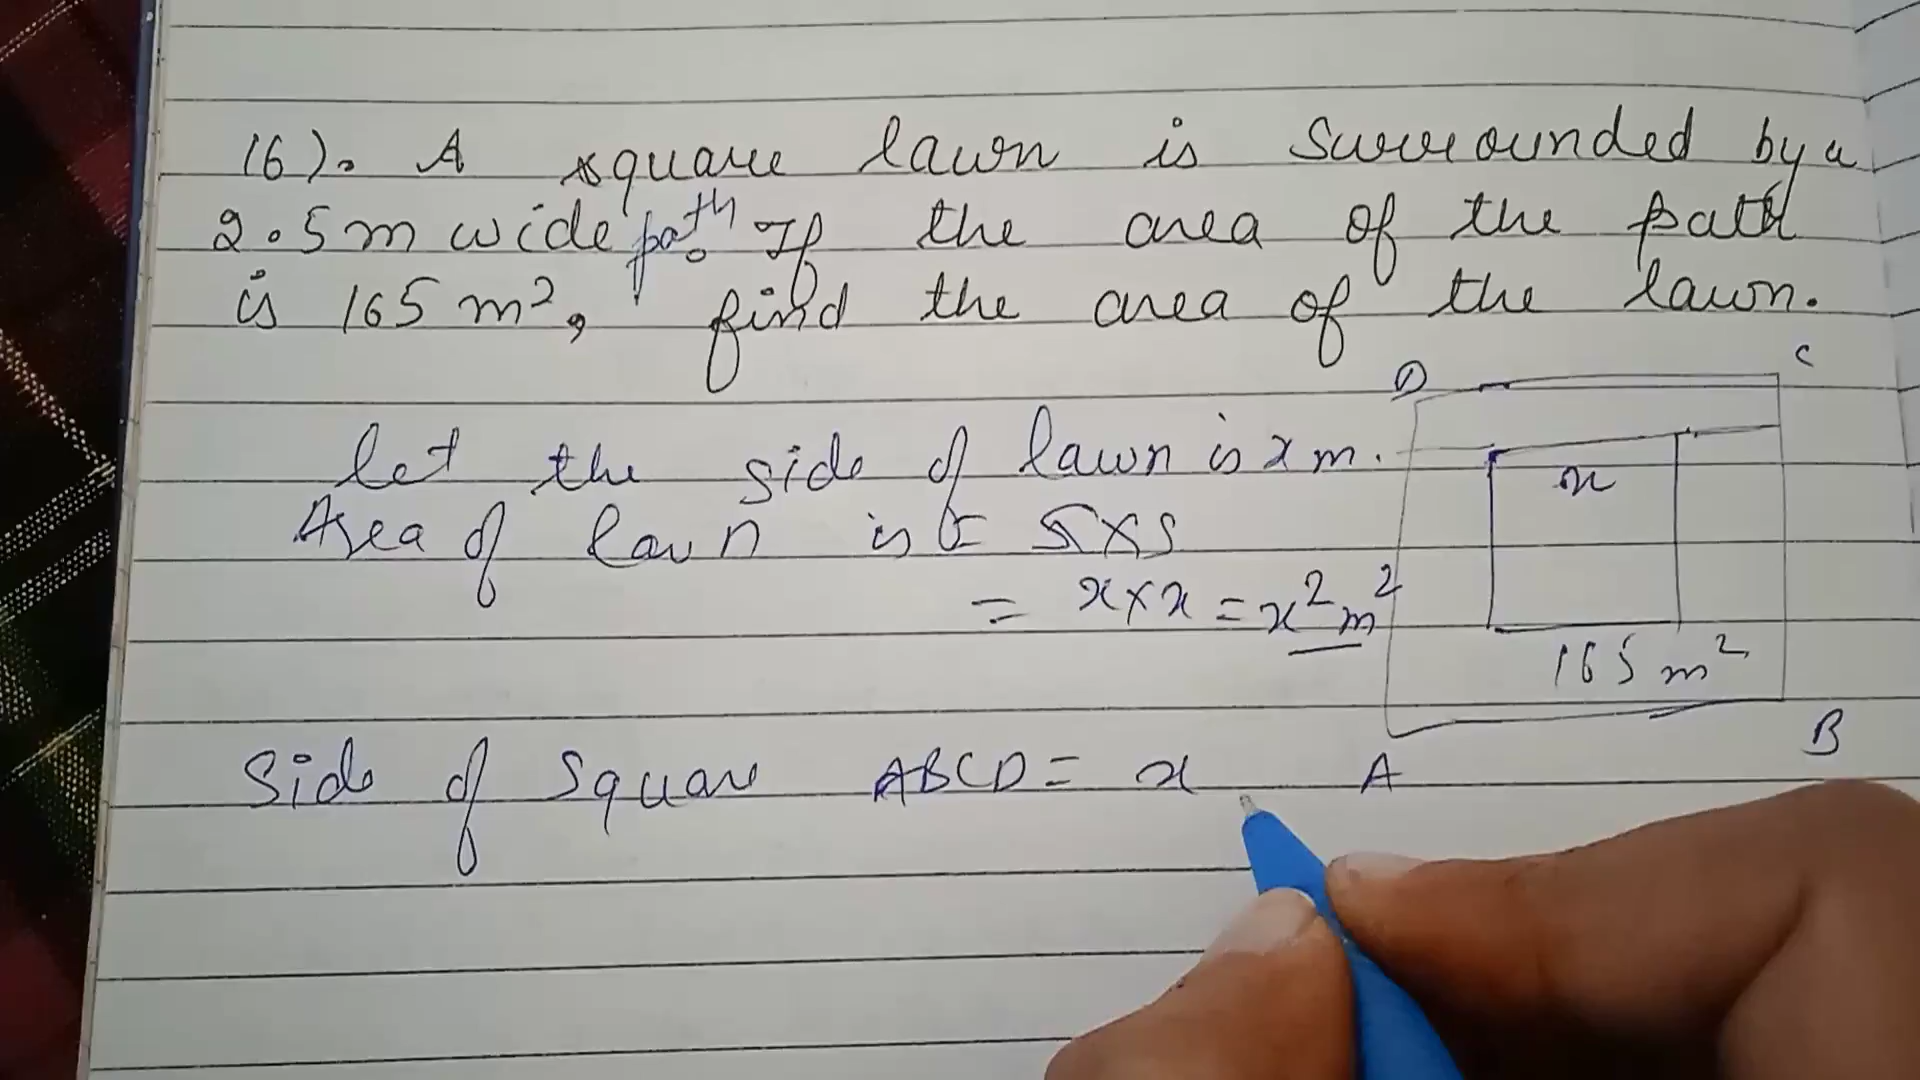 16). A square lawn is surrounded by a
2.5m wide path. If the area of the path
is 165 m², find the area of the lawn.
D
C
let the side of lawn is x m.
x
Area of lawn is = s×s
= x×x = x² m²
165 m²
B
Side of Square ABCD = x
A